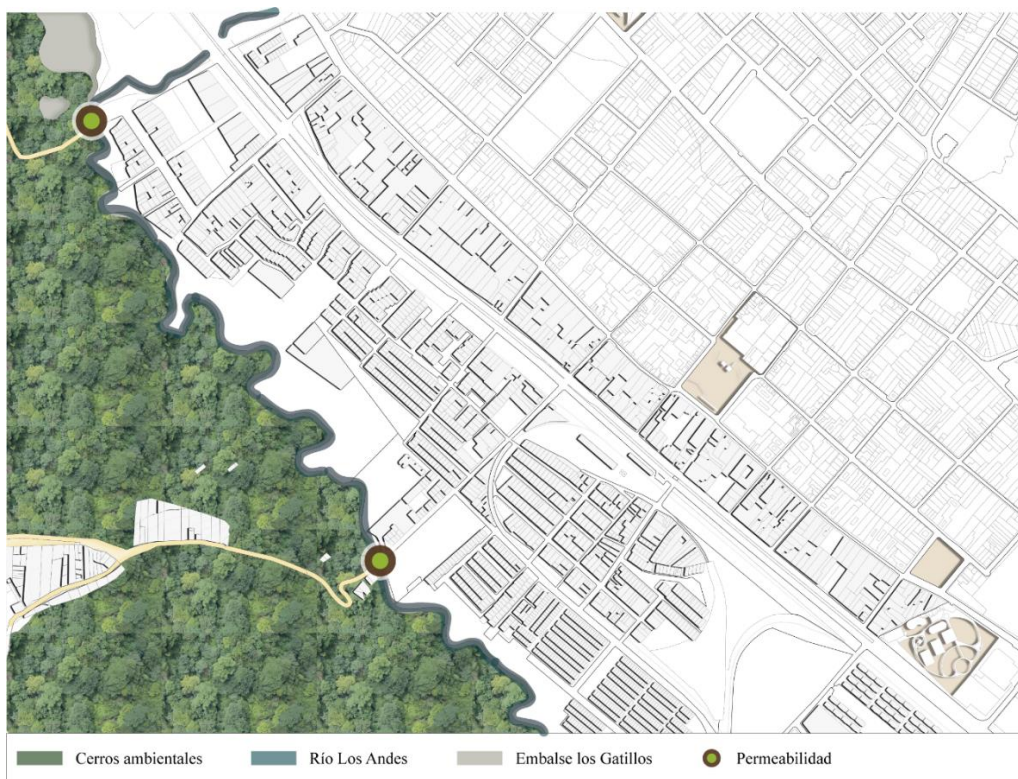 Cerros ambientales
Río Los Andes
Embalse los Gatillos
Permeabilidad